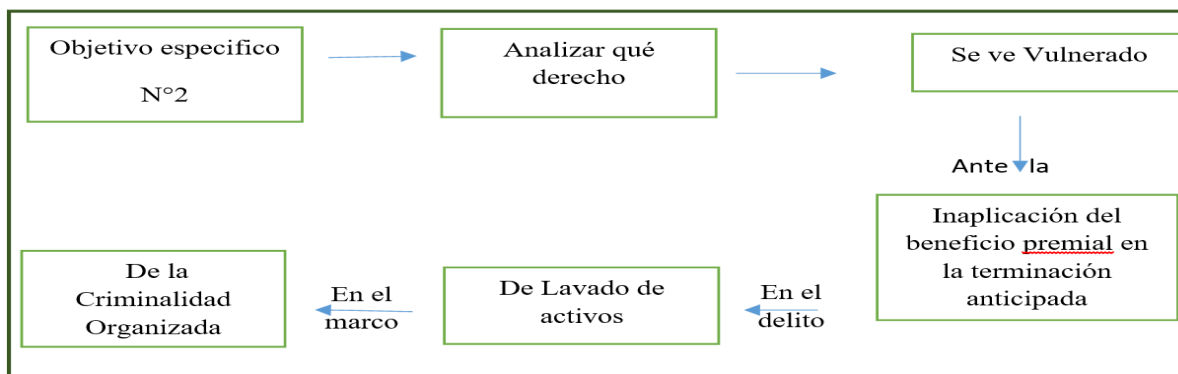 Objetivo especifico
N°2
Analizar qué
derecho
Se ve Vulnerado
Ante la
Inaplicación del
beneficio premial en
la terminación
anticipada
En el
delito
De Lavado de
activos
En el
marco
De la
Criminalidad
Organizada